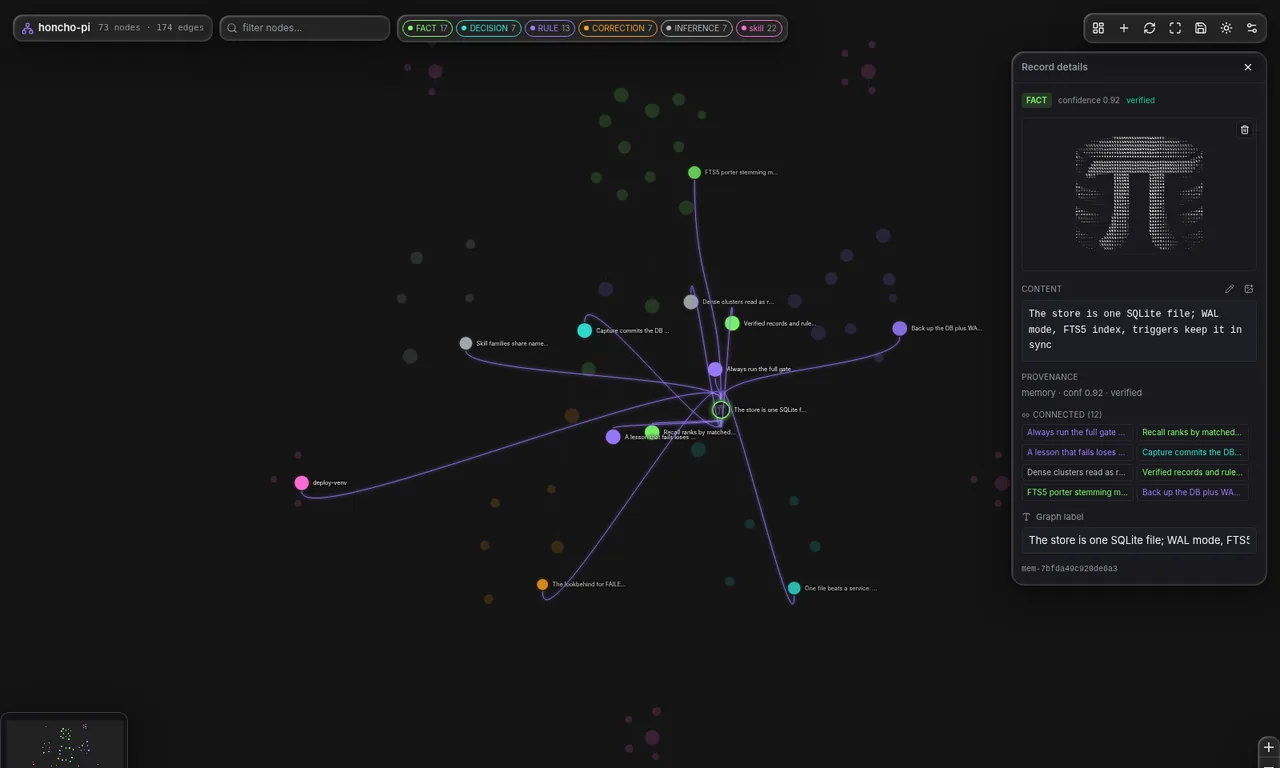 honcho-pi 73 nodes · 174 edges
filter nodes...
FACT 17 DECISION 7 RULE 13 CORRECTION 7 INFERENCE 7 skill 22
Record details
FACT confidence 0.92 verified
CONTENT
The store is one SQLite file; WAL
mode, FTS5 index, triggers keep it in
sync
PROVENANCE
memory · conf 0.92 · verified
CONNECTED (12)
Always run the full gate ... Recall ranks by matched...
A lesson that fails loses ... Capture commits the DB...
Dense clusters read as r... Verified records and rule...
FTS5 porter stemming m... Back up the DB plus WA...
Graph label
The store is one SQLite file; WAL mode, FTS5
mem-7bfda49c920de6a3
FTS5 porter stemming m...
Dense clusters read as r...
Verified records and rule...
Capture commits the DB ...
Back up the DB plus WA...
Skill families share name...
Always run the full gate ...
The store is one SQLite f...
Recall ranks by matched...
A lesson that fails loses ...
deploy-venv
The lookbehind for FAILE...
One file beats a service: ...